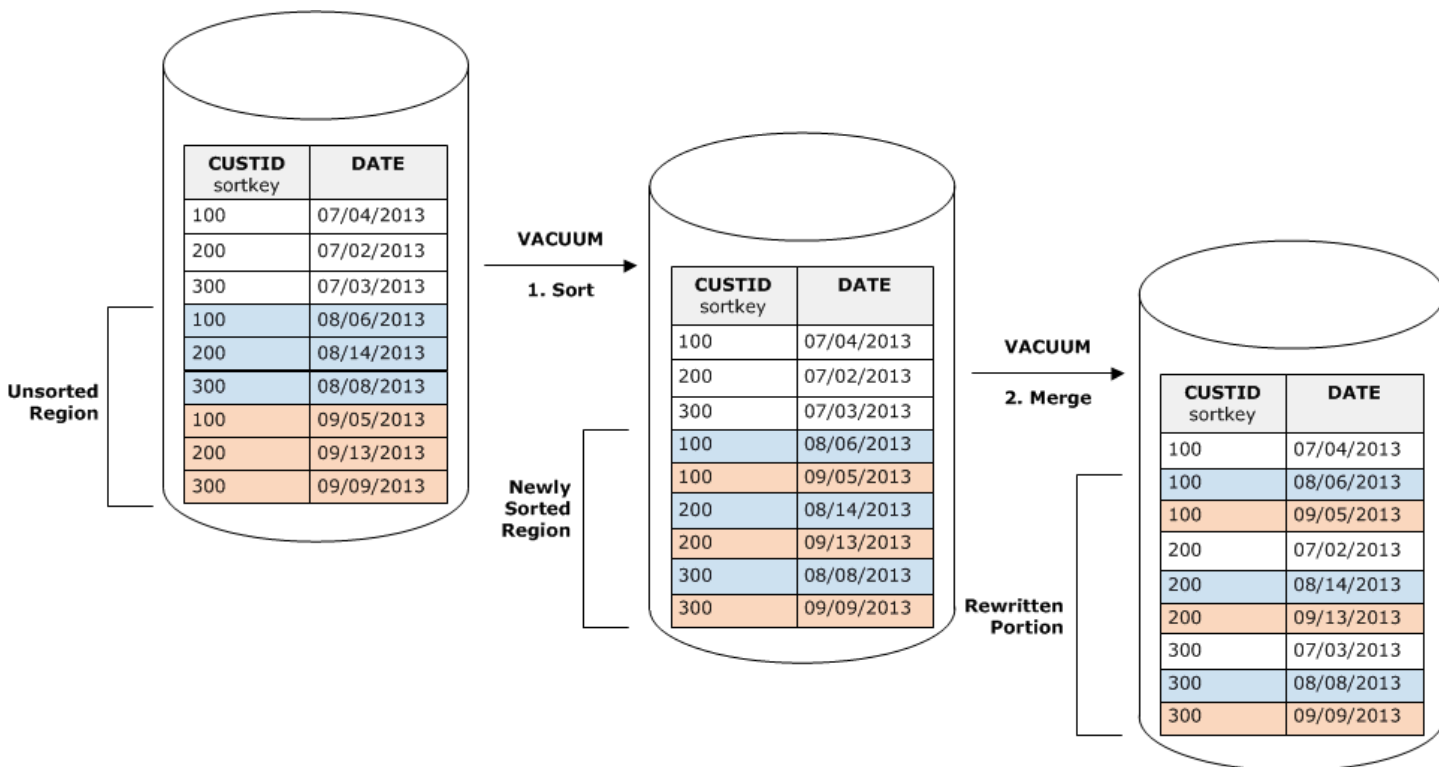 CUSTID DATE
sortkey
100 07/04/2013
200 07/02/2013
300 07/03/2013
100 08/06/2013
200 08/14/2013
300 08/08/2013
100 09/05/2013
200 09/13/2013
300 09/09/2013
Unsorted
Region
VACUUM
1. Sort
CUSTID DATE
sortkey
100 07/04/2013
200 07/02/2013
300 07/03/2013
100 08/06/2013
100 09/05/2013
200 08/14/2013
200 09/13/2013
300 08/08/2013
300 09/09/2013
Newly
Sorted
Region
VACUUM
2. Merge
CUSTID DATE
sortkey
100 07/04/2013
100 08/06/2013
100 09/05/2013
200 07/02/2013
200 08/14/2013
200 09/13/2013
300 07/03/2013
300 08/08/2013
300 09/09/2013
Rewritten
Portion